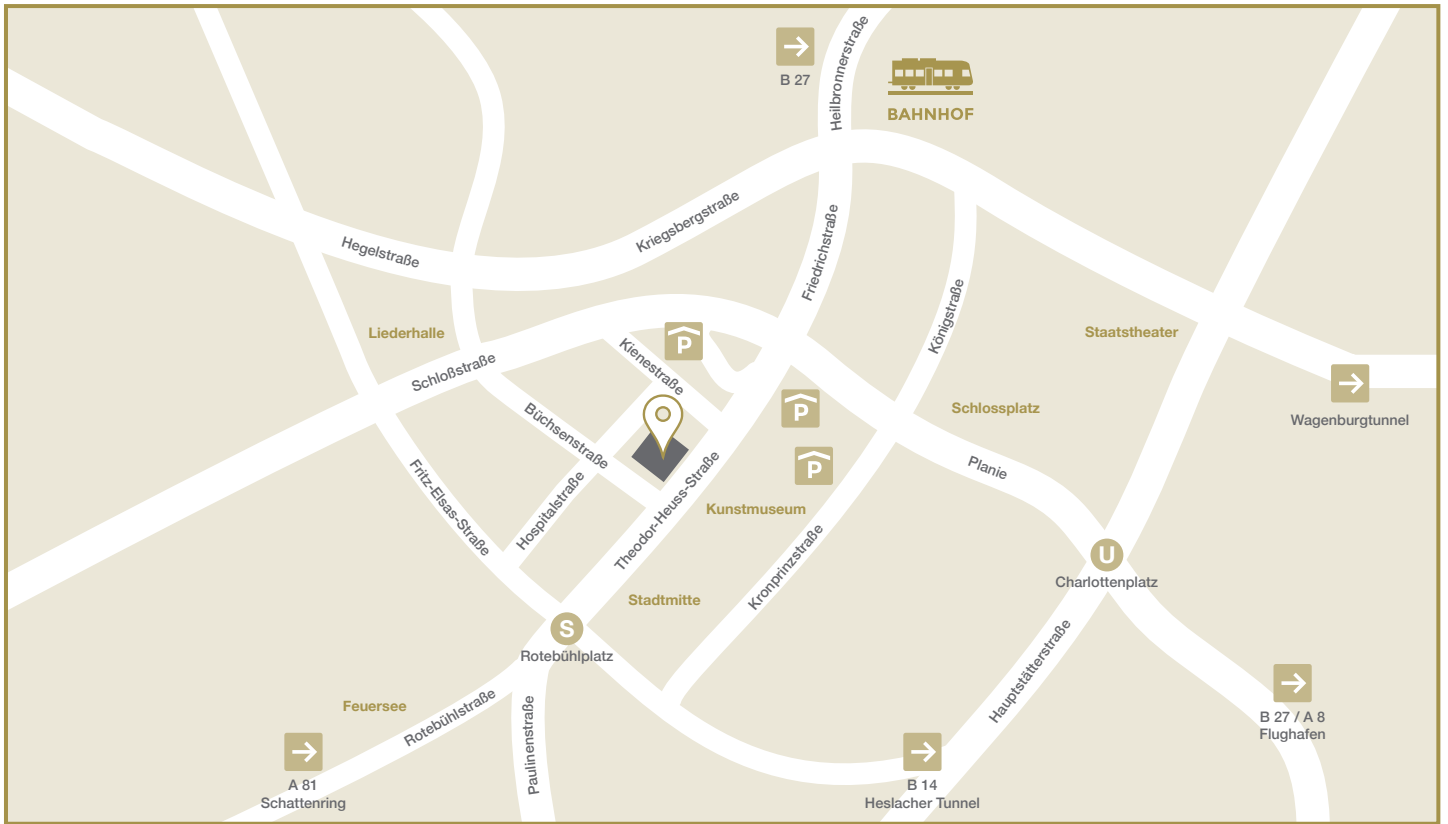 B 27
Heilbronnerstraße
BAHNHOF
Kriegsbergstraße
Hegelstraße
Friedrichstraße
Königstraße
Liederhalle
Staatstheater
P
Kienestraße
Schloßstraße
P
Schlossplatz
Wagenburgtunnel
Büchsenstraße
P
Planie
Fritz-Elsas-Straße
Hospitalstraße
Theodor-Heuss-Straße
Kunstmuseum
Kronprinzstraße
U
Charlottenplatz
Stadtmitte
S
Rotebühlplatz
Hauptstätterstraße
Feuersee
Rotebühlstraße
Paulinenstraße
B 27 / A 8
Flughafen
A 81
Schattenring
B 14
Heslacher Tunnel